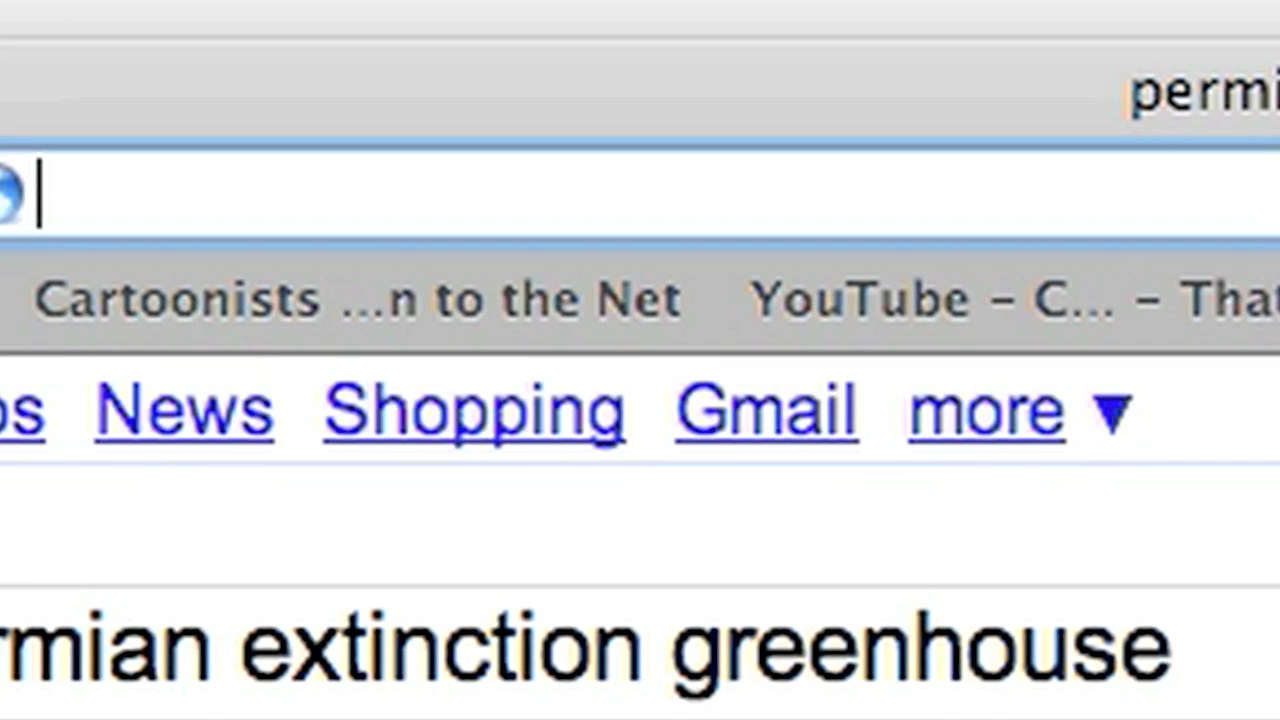 permi
Cartoonists ...n to the Net YouTube – C... – That
os News Shopping Gmail more ▼
rmian extinction greenhouse